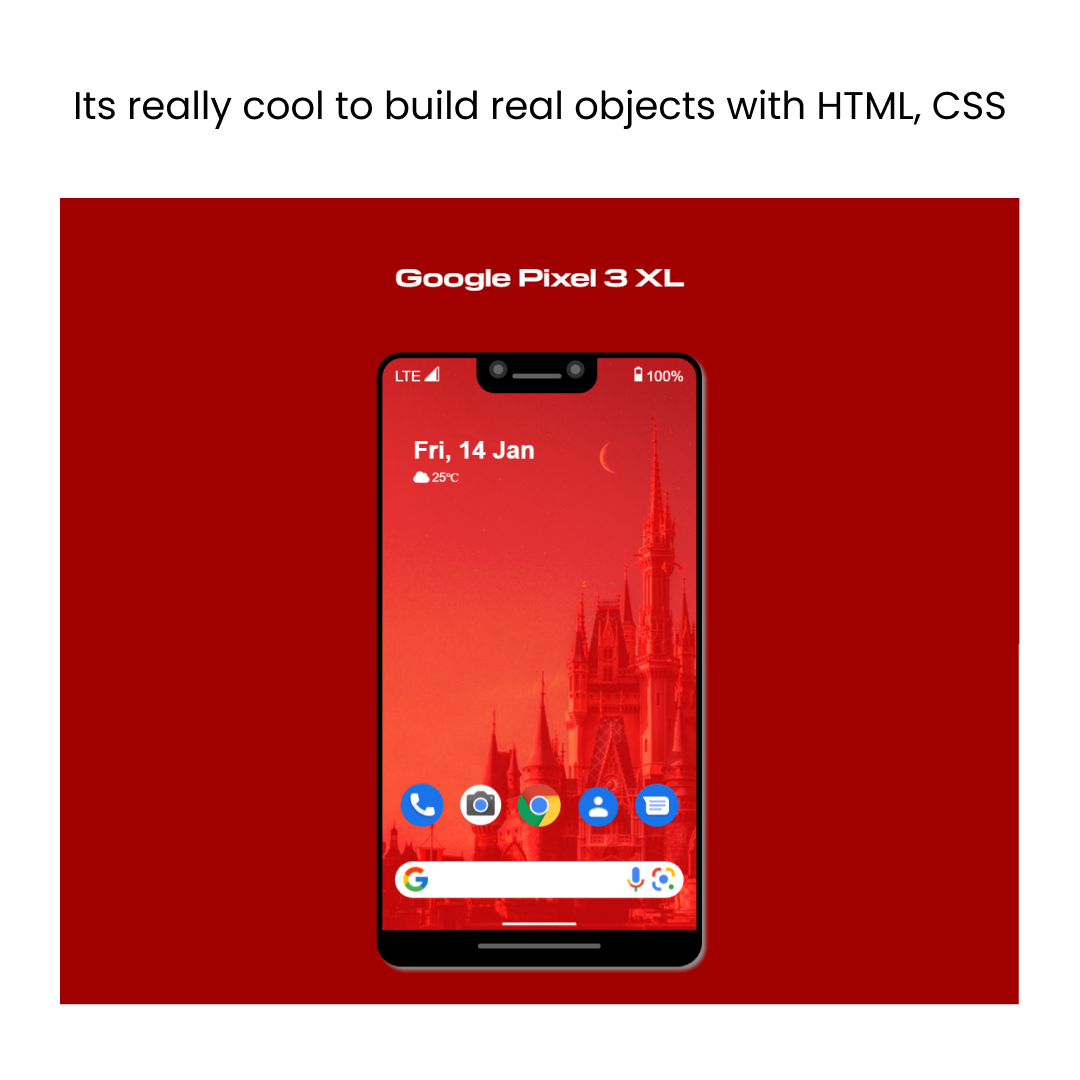 Its really cool to build real objects with HTML, CSS
Google Pixel 3 XL
LTE 100%
Fri, 14 Jan
25°C